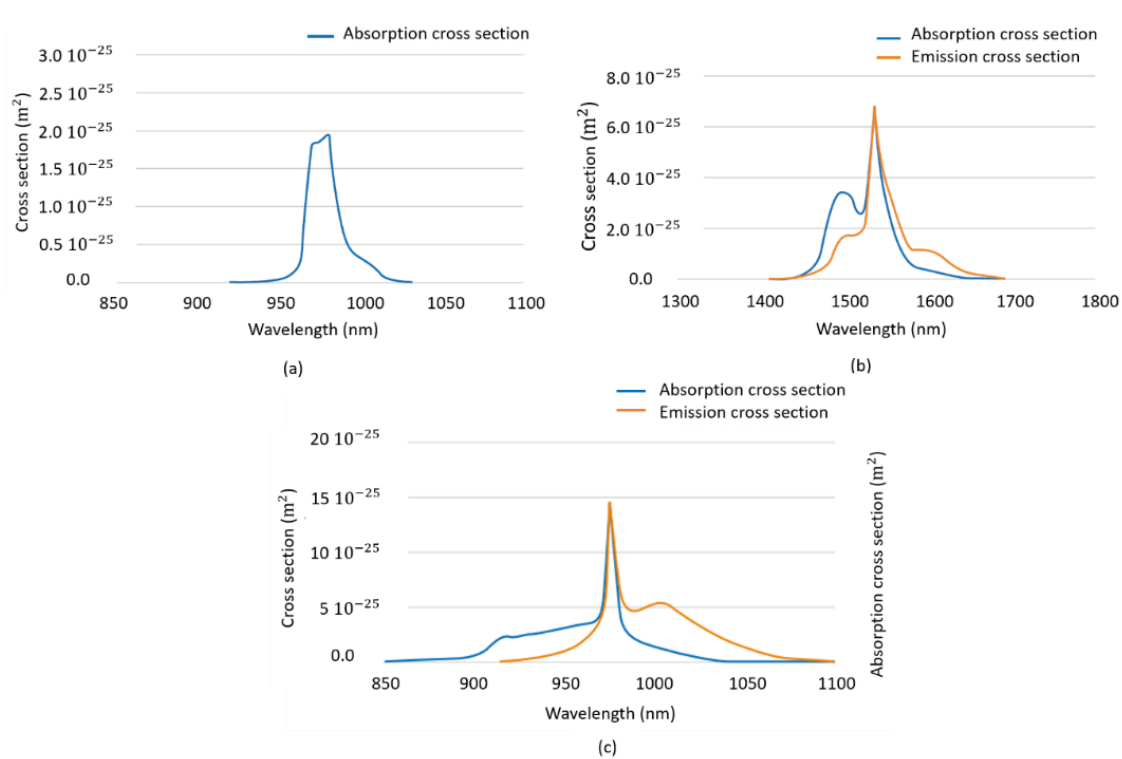 Absorption cross section
3.0 10⁻²⁵
2.5 10⁻²⁵
2.0 10⁻²⁵
1.5 10⁻²⁵
1.0 10⁻²⁵
0.5 10⁻²⁵
0.0
Cross section (m²)
850 900 950 1000 1050 1100
Wavelength (nm)
(a)
Absorption cross section
Emission cross section
8.0 10⁻²⁵
6.0 10⁻²⁵
4.0 10⁻²⁵
2.0 10⁻²⁵
0.0
Cross section (m²)
1300 1400 1500 1600 1700 1800
Wavelength (nm)
(b)
Absorption cross section
Emission cross section
20 10⁻²⁵
15 10⁻²⁵
10 10⁻²⁵
5 10⁻²⁵
0.0
Cross section (m²)
Absorption cross section (m²)
850 900 950 1000 1050 1100
Wavelength (nm)
(c)